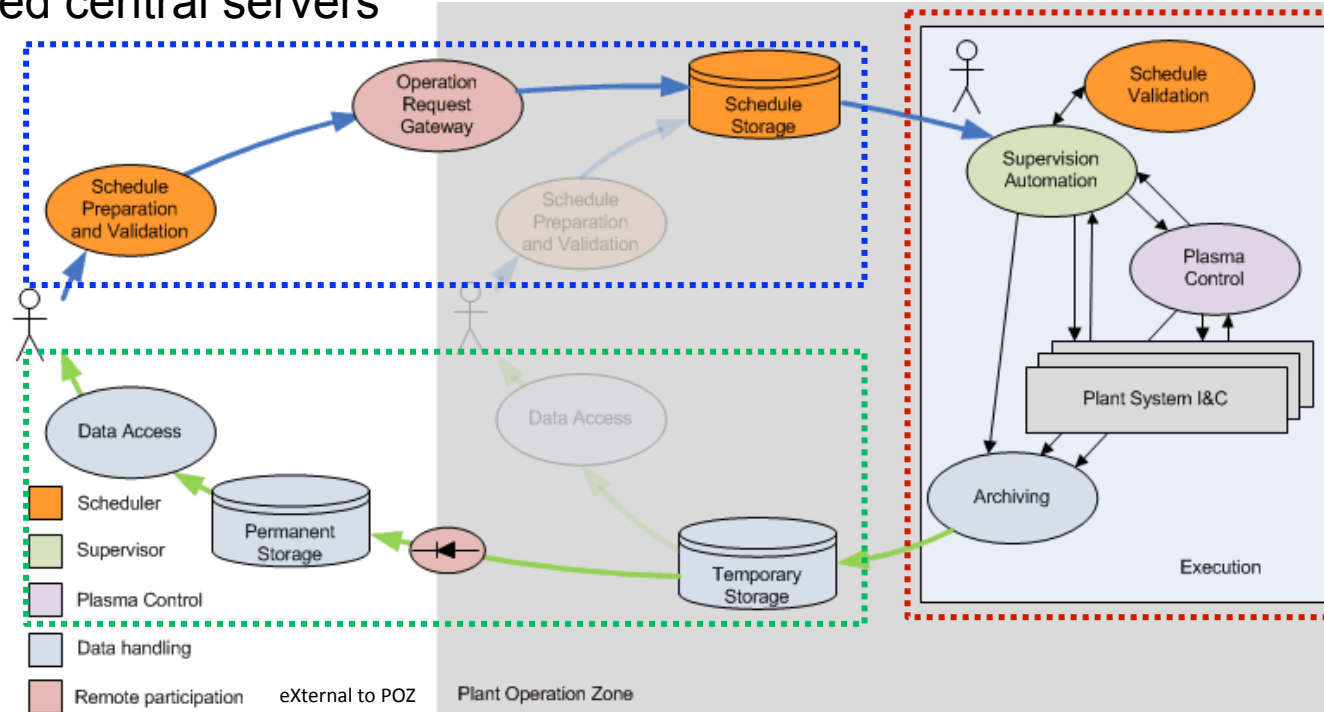 ed central servers
Operation
Request
Gateway
Schedule
Storage
Schedule
Validation
Supervision
Automation
Schedule
Preparation
and Validation
Schedule
Preparation
and Validation
Plasma
Control
Plant System I&C
Data Access
Data Access
Archiving
Permanent
Storage
Temporary
Storage
Execution
Scheduler
Supervisor
Plasma Control
Data handling
Remote participation
eXternal to POZ
Plant Operation Zone